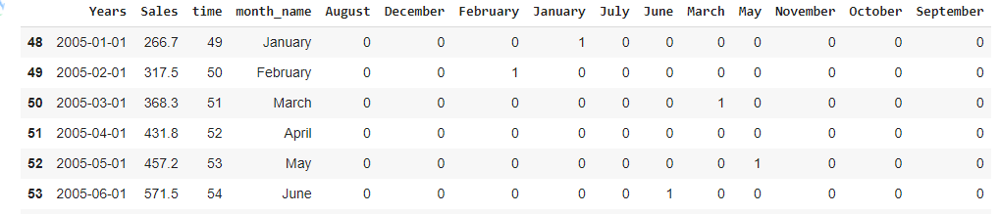 Years Sales time month_name August December February January July June March May November October September
48 2005-01-01 266.7 49 January 0 0 0 1 0 0 0 0 0 0 0
49 2005-02-01 317.5 50 February 0 0 1 0 0 0 0 0 0 0 0
50 2005-03-01 368.3 51 March 0 0 0 0 0 0 1 0 0 0 0
51 2005-04-01 431.8 52 April 0 0 0 0 0 0 0 0 0 0 0
52 2005-05-01 457.2 53 May 0 0 0 0 0 0 0 1 0 0 0
53 2005-06-01 571.5 54 June 0 0 0 0 0 1 0 0 0 0 0